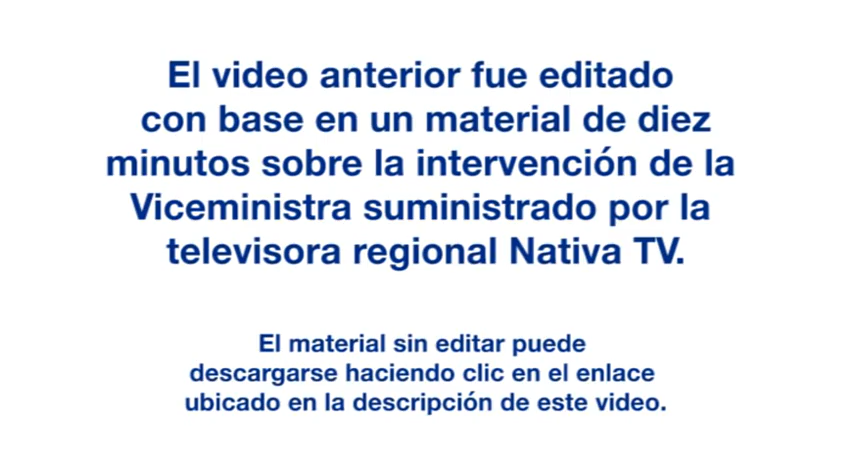 El video anterior fue editado
con base en un material de diez
minutos sobre la intervención de la
Viceministra suministrado por la
televisora regional Nativa TV.
El material sin editar puede
descargarse haciendo clic en el enlace
ubicado en la descripción de este video.